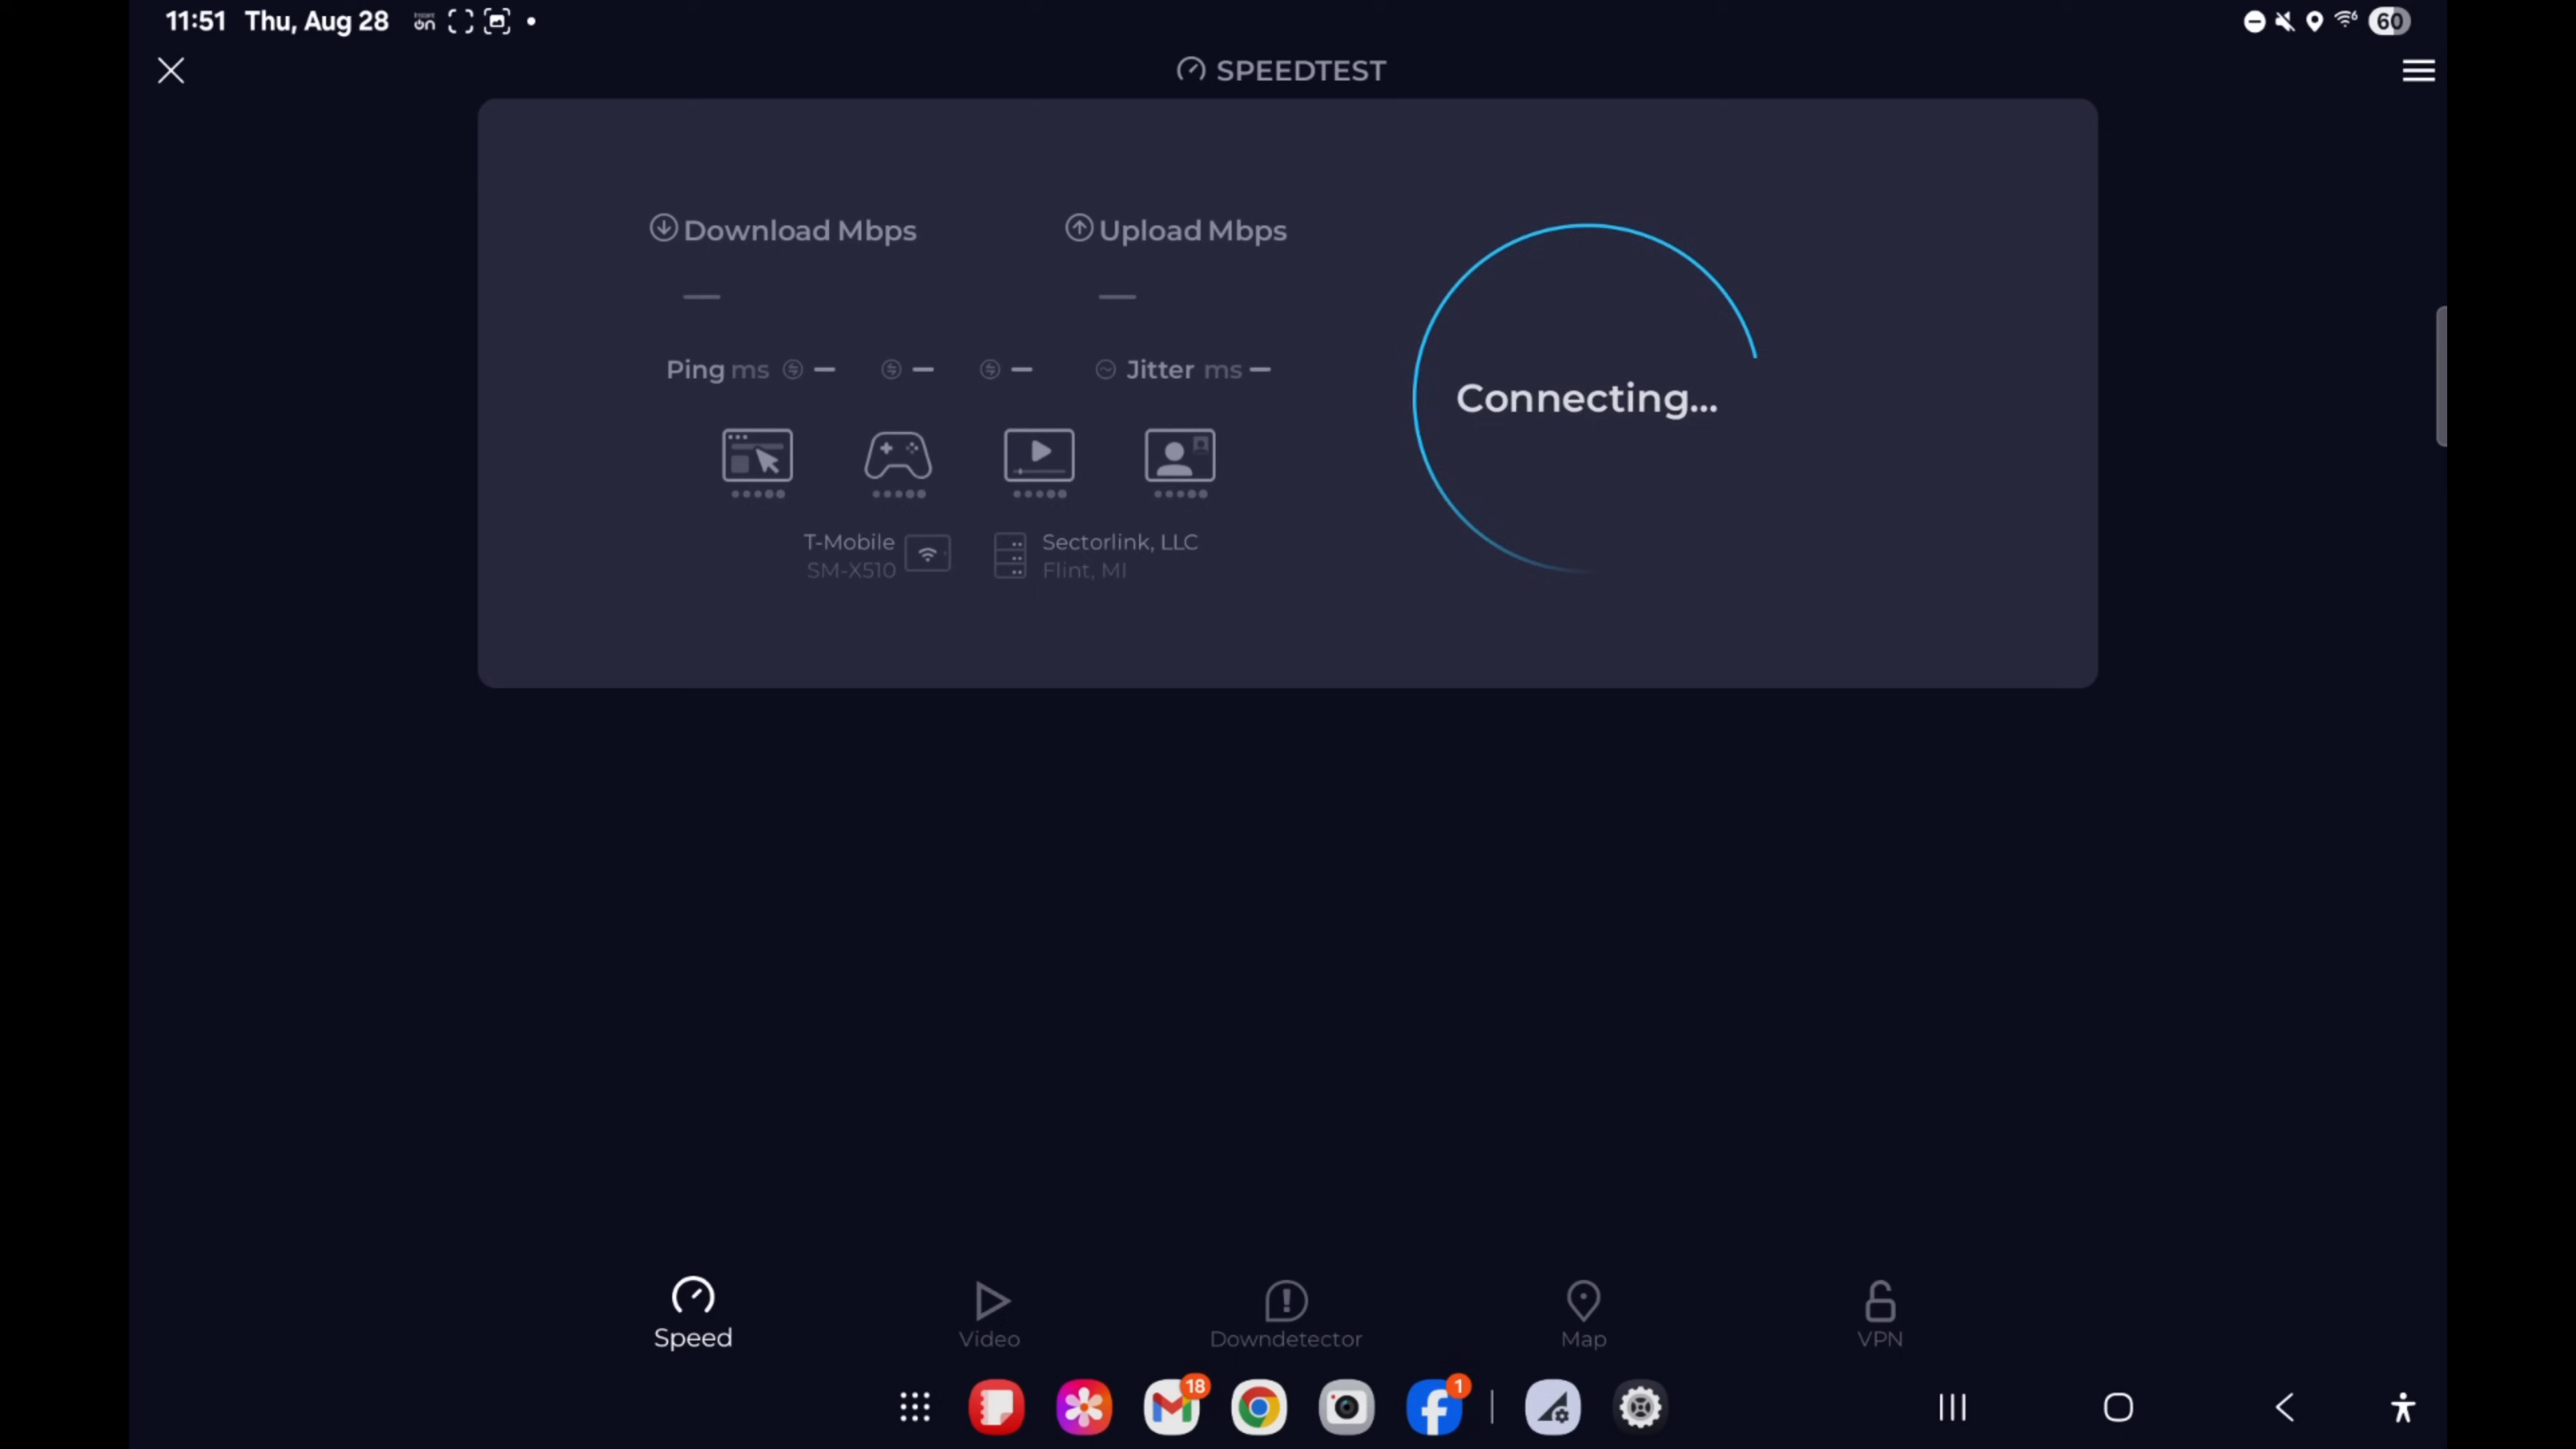 11:51 Thu, Aug 28
60
SPEEDTEST
Download Mbps
Upload Mbps
—
—
Ping ms — — — Jitter ms —
Connecting...
T-Mobile
SM-X510
Sectorlink, LLC
Flint, MI
Speed
Video
Downdetector
Map
VPN
18
1